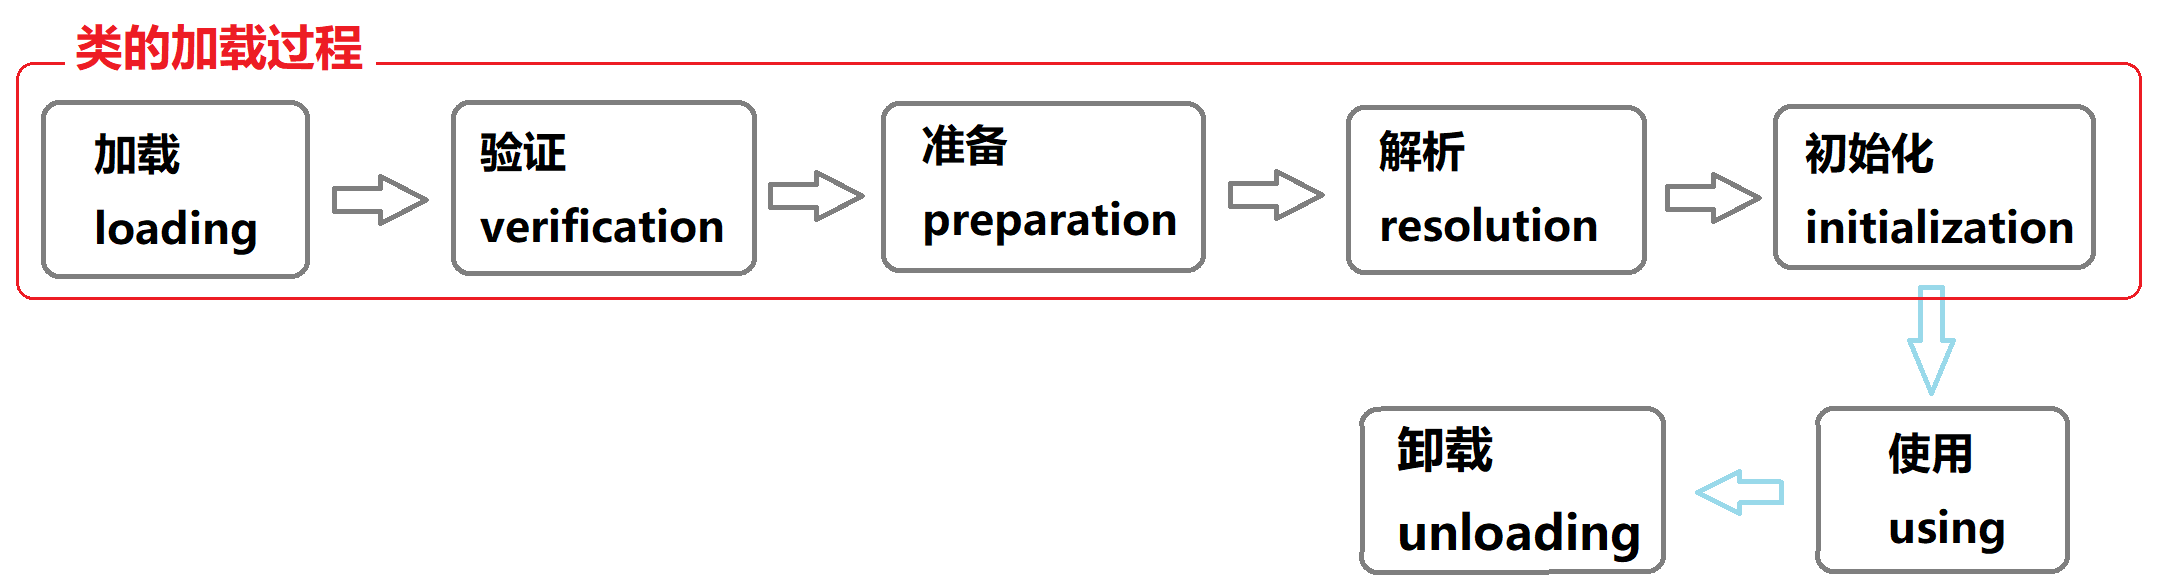 类的加载过程
加载
loading
验证
verification
准备
preparation
解析
resolution
初始化
initialization
使用
using
卸载
unloading